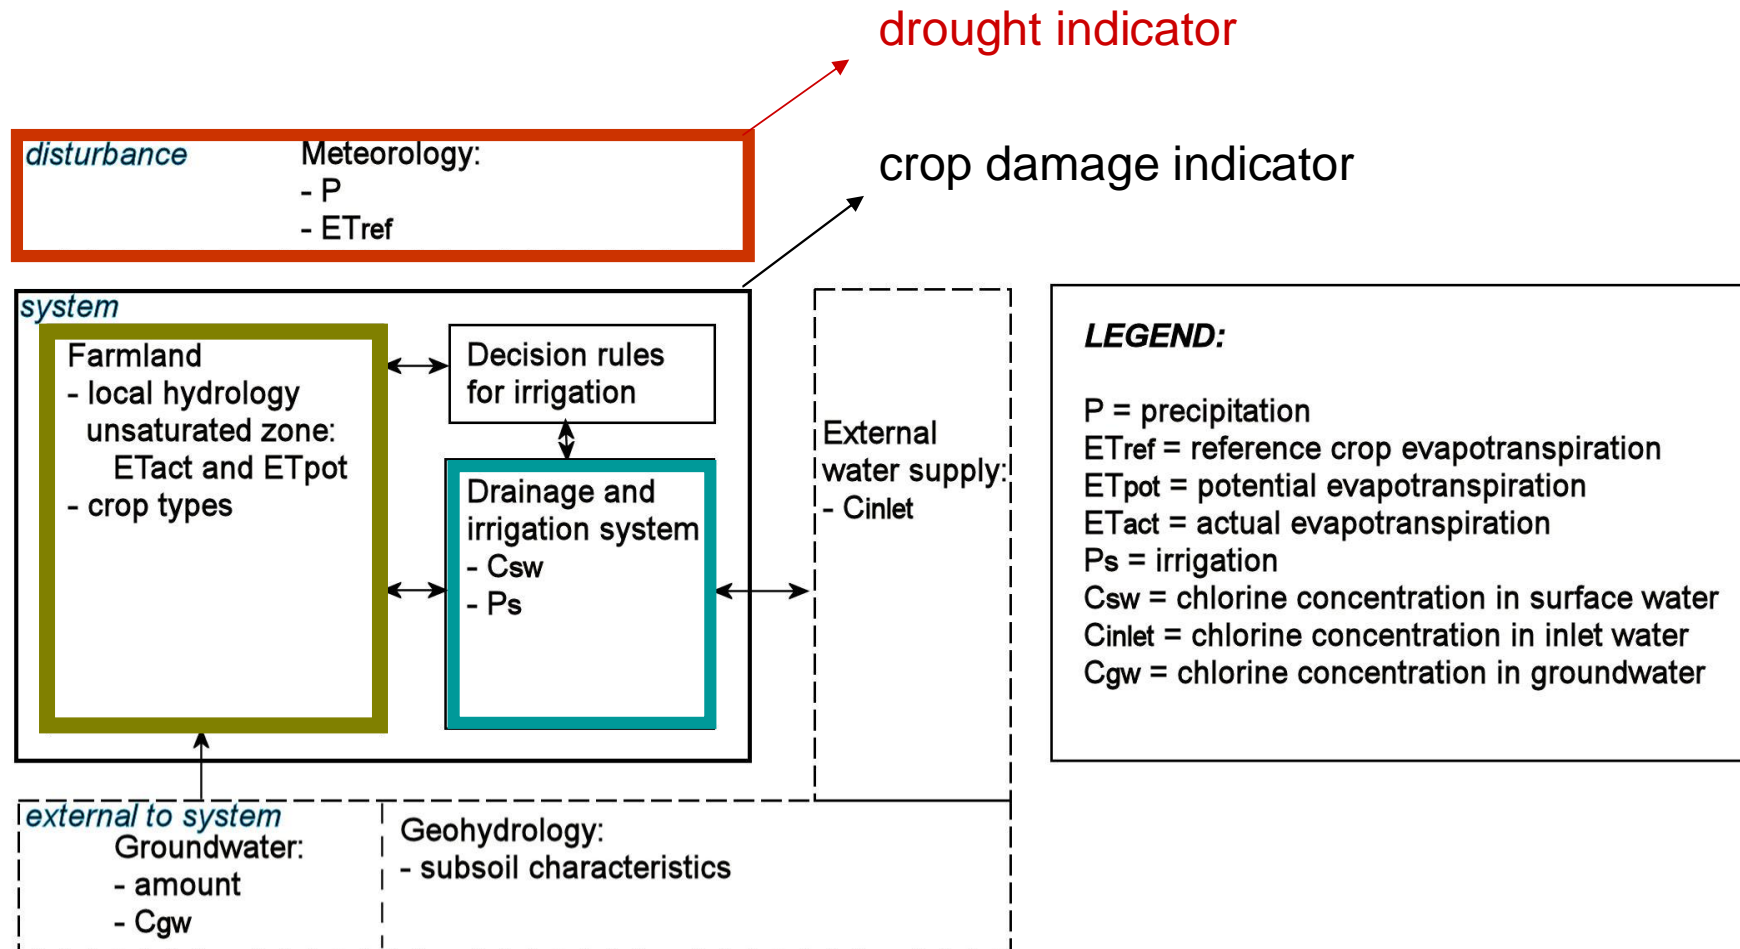 drought indicator
crop damage indicator
disturbance
Meteorology:
- P
- ETref
system
Farmland
- local hydrology
unsaturated zone:
ETact and ETpot
- crop types
Decision rules
for irrigation
Drainage and
irrigation system
- Csw
- Ps
External
water supply:
- Cinlet
external to system
Groundwater:
- amount
- Cgw
Geohydrology:
- subsoil characteristics
LEGEND:
P = precipitation
ETref = reference crop evapotranspiration
ETpot = potential evapotranspiration
ETact = actual evapotranspiration
Ps = irrigation
Csw = chlorine concentration in surface water
Cinlet = chlorine concentration in inlet water
Cgw = chlorine concentration in groundwater